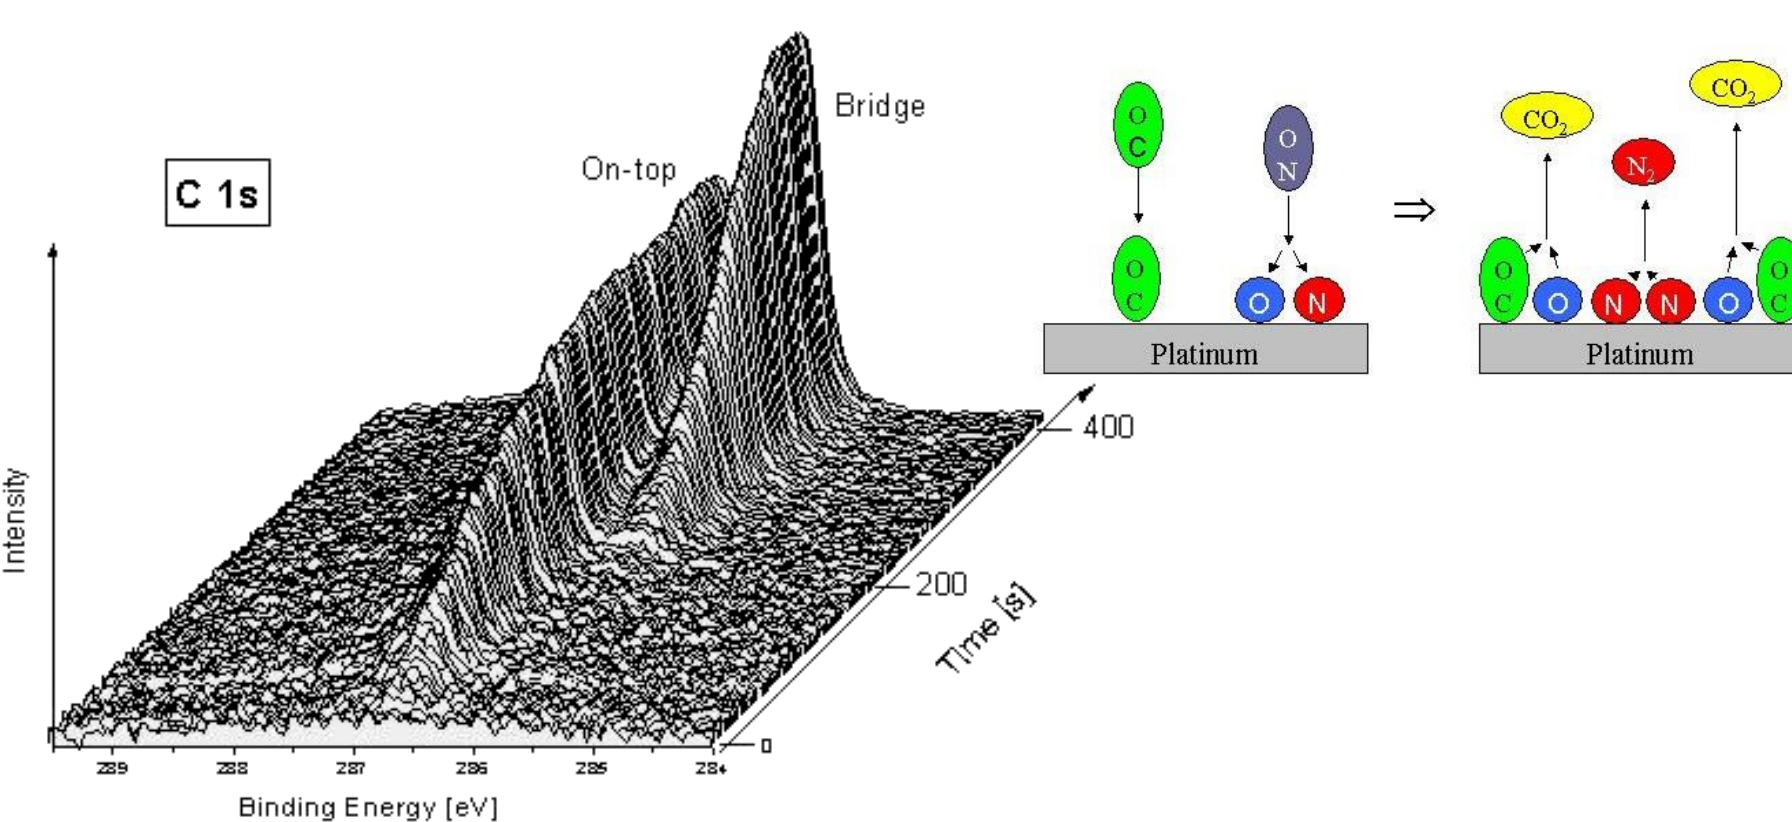 C 1s
On-top
Bridge
Intensity
289 288 287 286 285 284
Binding Energy [eV]
0
200
400
Time [s]
O
C
O
N
O
C
O
N
Platinum
⇒
CO2
N2
CO2
O
C
O
N
N
O
O
C
Platinum